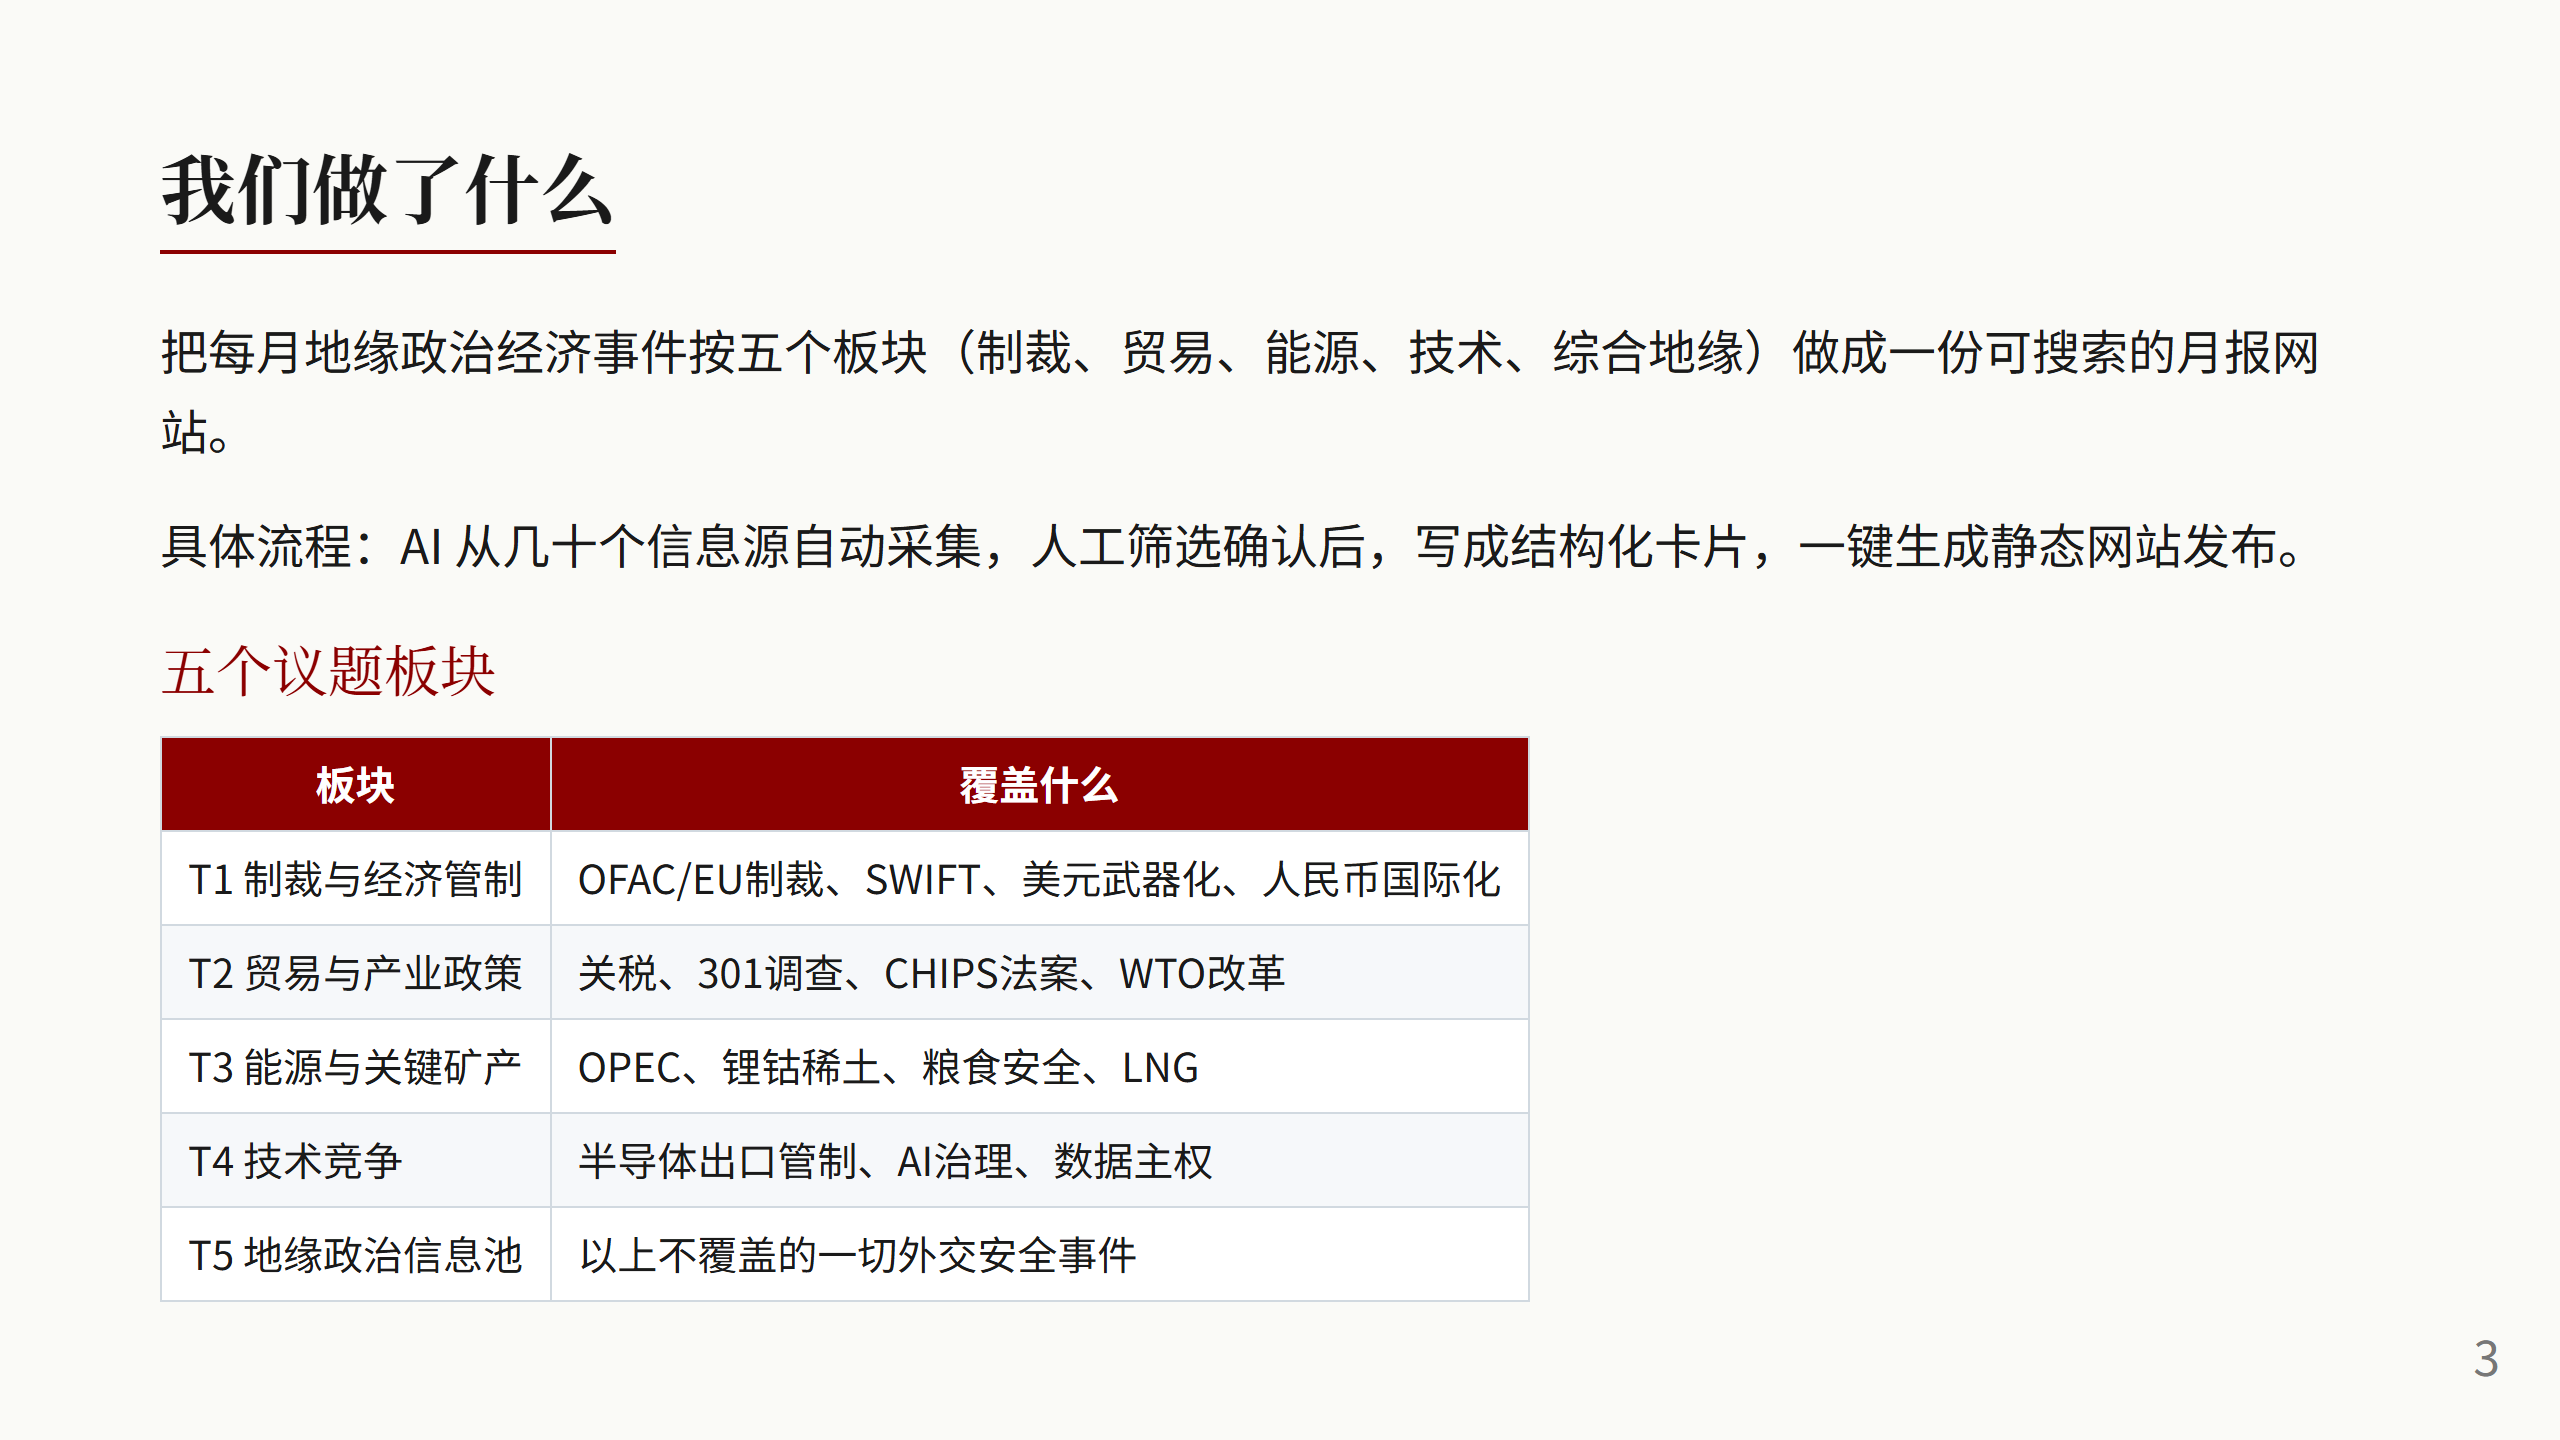 我们做了什么
把每月地缘政治经济事件按五个板块（制裁、贸易、能源、技术、综合地缘）做成一份可搜索的月报网
站。
具体流程：AI 从几十个信息源自动采集，人工筛选确认后，写成结构化卡片，一键生成静态网站发布。
五个议题板块
板块 覆盖什么
T1 制裁与经济管制 OFAC/EU制裁、SWIFT、美元武器化、人民币国际化
T2 贸易与产业政策 关税、301调查、CHIPS法案、WTO改革
T3 能源与关键矿产 OPEC、锂钴稀土、粮食安全、LNG
T4 技术竞争 半导体出口管制、AI治理、数据主权
T5 地缘政治信息池 以上不覆盖的一切外交安全事件
3